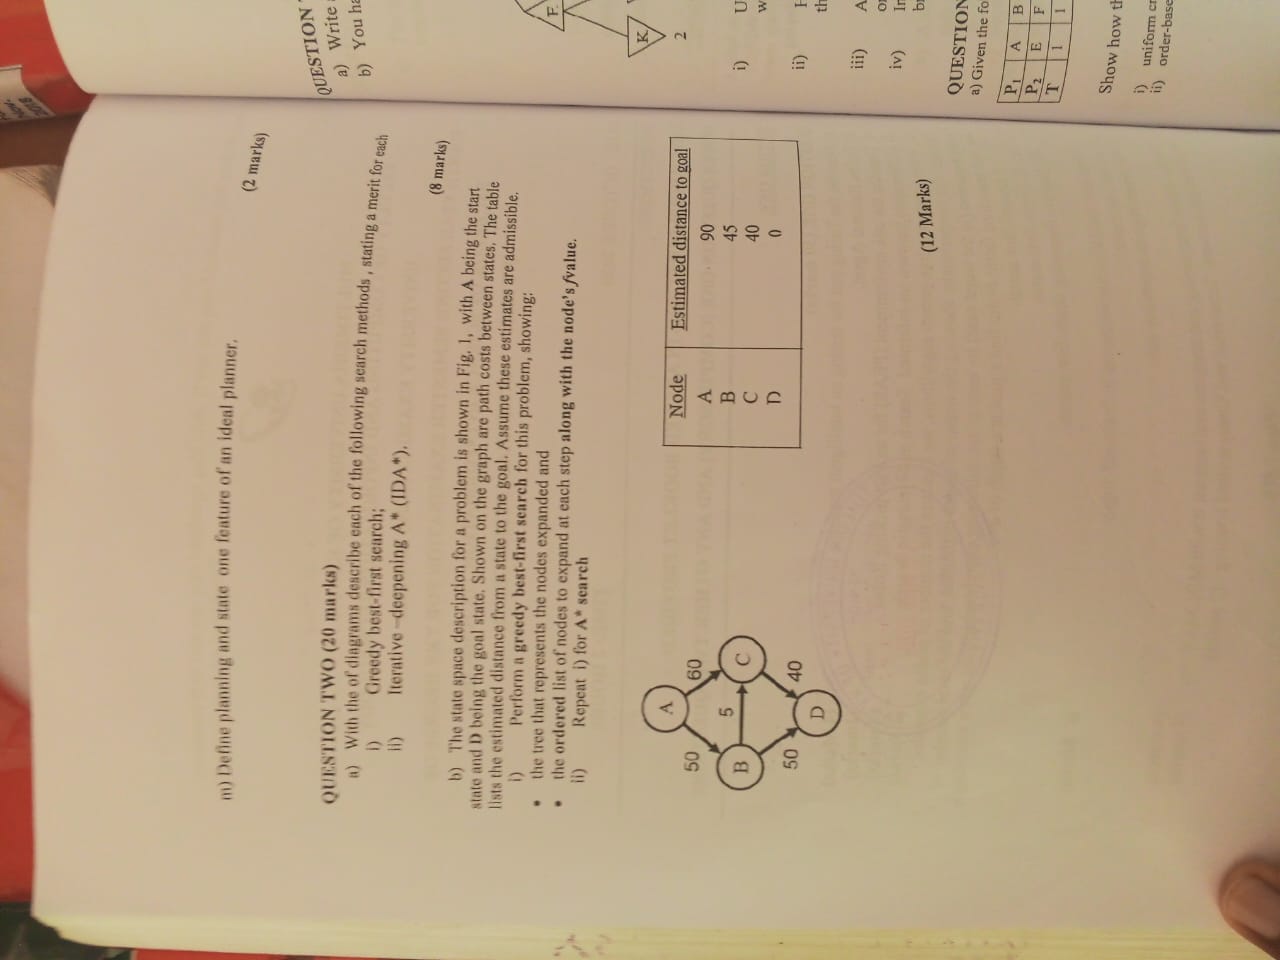 m) Define planning and state one feature of an ideal planner.
(2 marks)
QUESTION TWO (20 marks)
a) With the of diagrams describe each of the following search methods , stating a merit for each
i) Greedy best-first search;
ii) Iterative –deepening A* (IDA*).
(8 marks)
b) The state space description for a problem is shown in Fig. 1, with A being the start
state and D being the goal state. Shown on the graph are path costs between states. The table
lists the estimated distance from a state to the goal. Assume these estimates are admissible.
i) Perform a greedy best-first search for this problem, showing:
• the tree that represents the nodes expanded and
• the ordered list of nodes to expand at each step along with the node's fvalue.
ii) Repeat i) for A* search
A
50 60
B 5 C
50 40
D
Node Estimated distance to goal
A 90
B 45
C 40
D 0
(12 Marks)
Nov.
2018
QUESTION
a) Write
b) You ha
F
K
2
i) U
w
ii) H
th
iii) A
iv) In
QUESTION
a) Given the fo
P1 A B
P2 E F
T 1 1
Show how th
i) uniform cr
ii) order-base